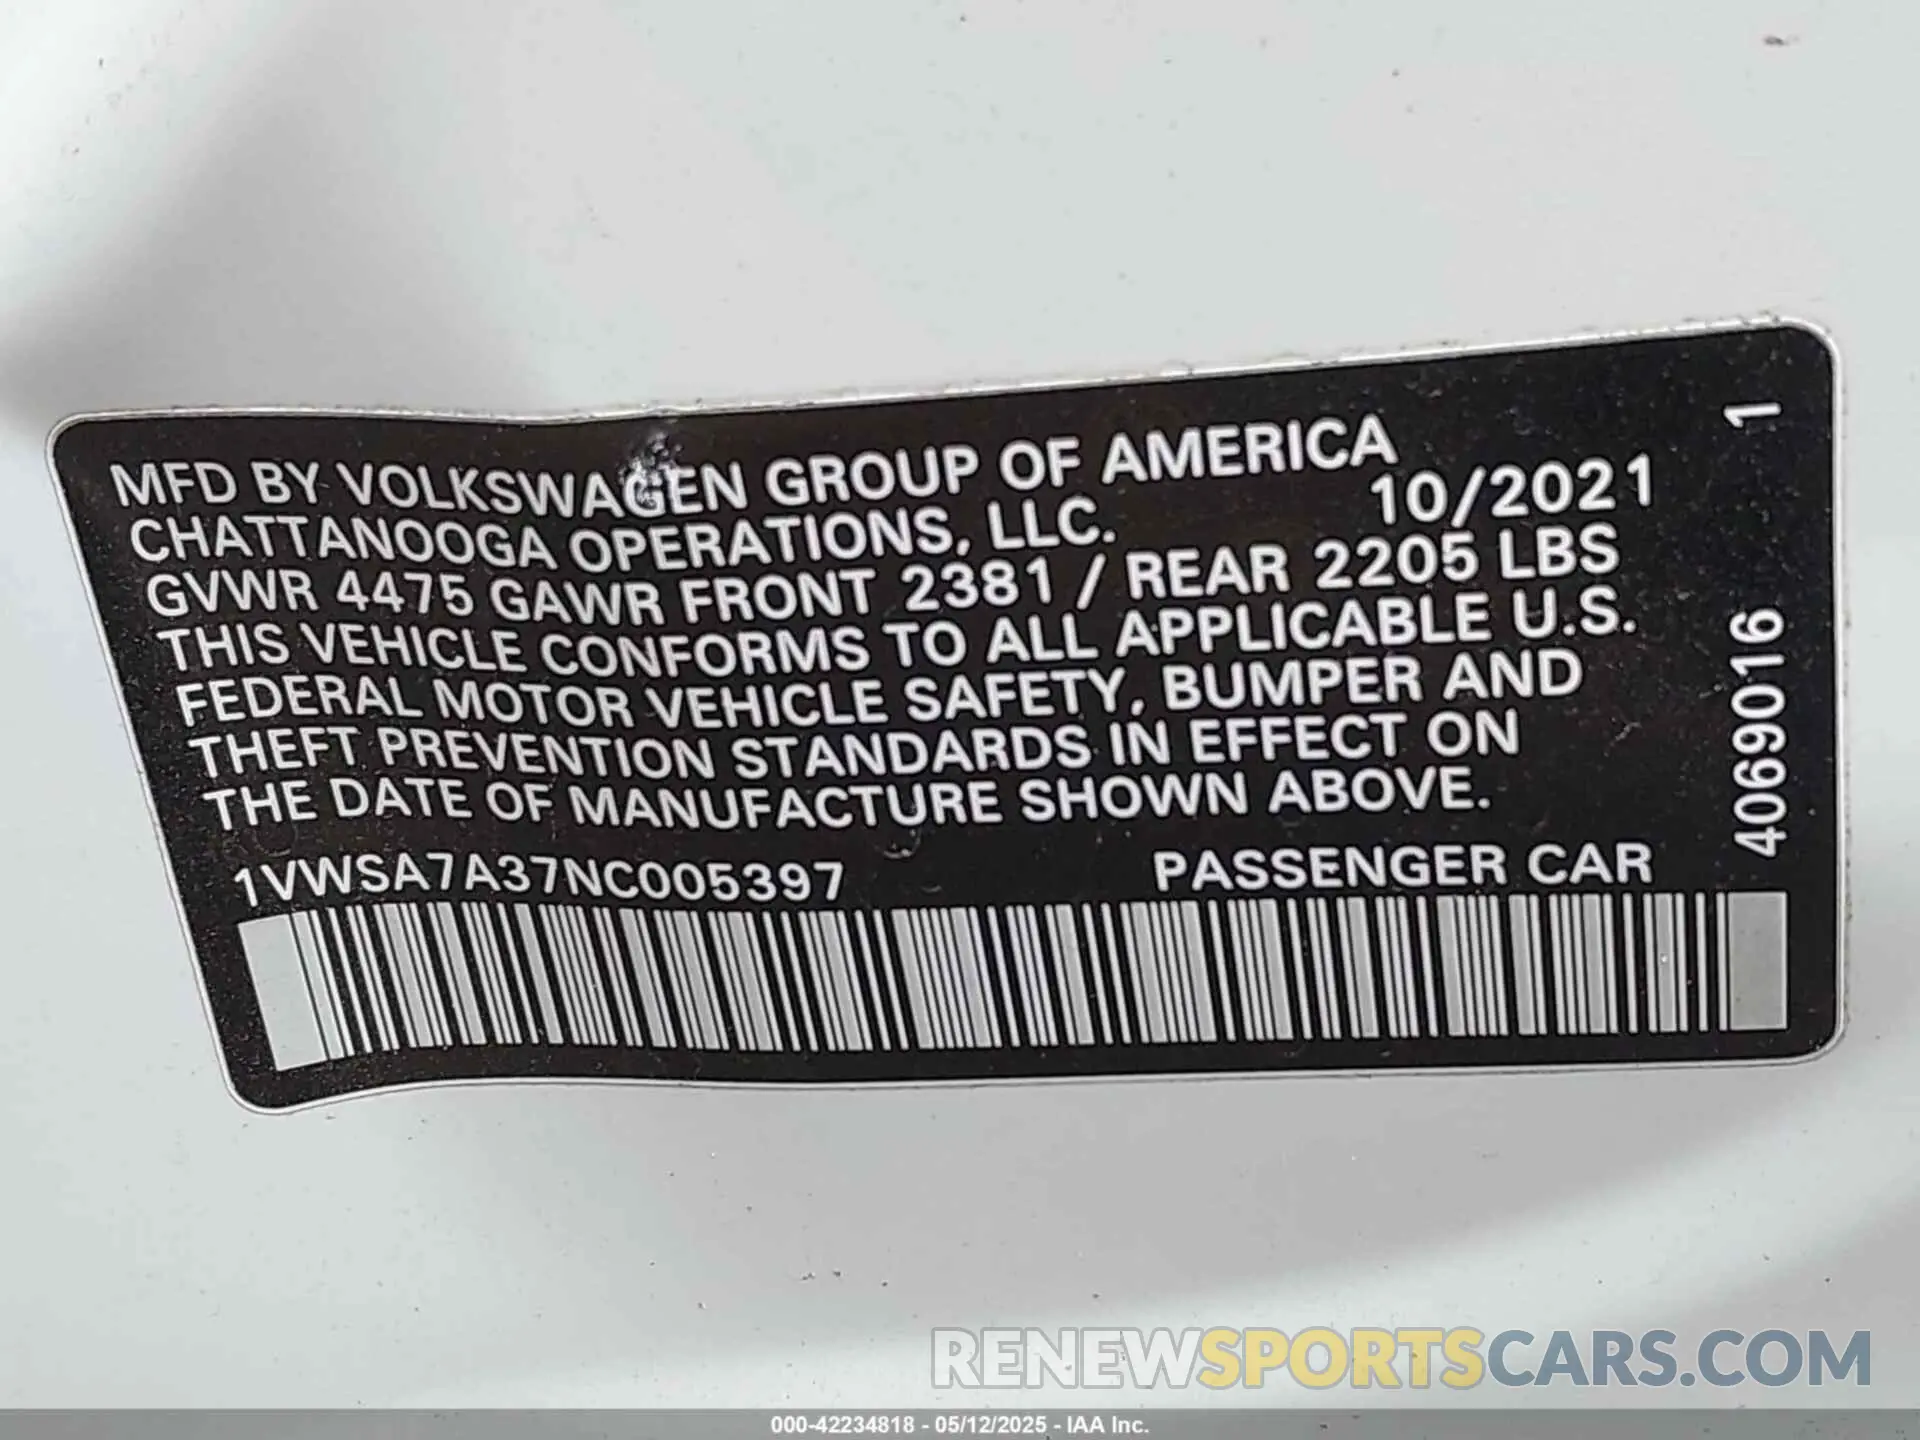 MFD BY VOLKSWAGEN GROUP OF AMERICA
CHATTANOOGA OPERATIONS, LLC. 10/2021
GVWR 4475 GAWR FRONT 2381 / REAR 2205 LBS
THIS VEHICLE CONFORMS TO ALL APPLICABLE U.S.
FEDERAL MOTOR VEHICLE SAFETY, BUMPER AND
THEFT PREVENTION STANDARDS IN EFFECT ON
THE DATE OF MANUFACTURE SHOWN ABOVE.
1VWSA7A37NC005397 PASSENGER CAR
4069016 1
RENEWSPORTSCARS.COM
000-42234818 - 05/12/2025 - IAA Inc.